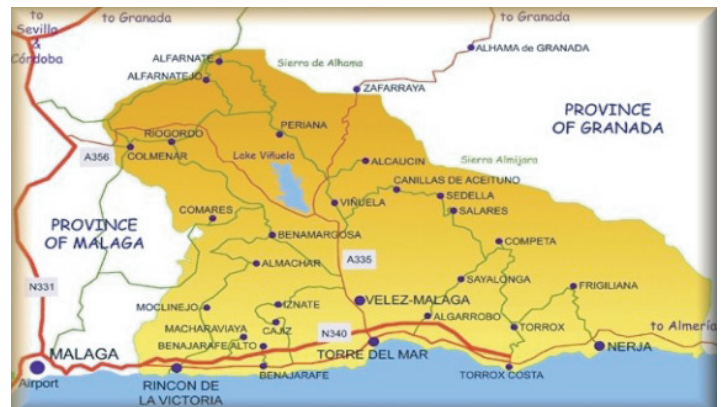 to
Sevilla
&
Córdoba
to Granada
to Granada
ALHAMA de GRANADA
ALFARNATE
Sierra de Alhama
ALFARNATEJO
ZAFARRAYA
PROVINCE
OF GRANADA
RIOGORDO
PERIANA
A356
COLMENAR
Lake Viñuela
ALCAUCIN
Sierra Almijara
CANILLAS DE ACEITUNO
SEDELLA
VIÑUELA
SALARES
COMARES
PROVINCE
OF MALAGA
BENAMARGOSA
COMPETA
ALMACHAR
A335
SAYALONGA
FRIGILIANA
N331
MOCLINEJO
IZNATE
VELEZ-MALAGA
ALGARROBO
MACHARAVIAYA
CAJIZ
N340
TORROX
to Almería
BENAJARAFE ALTO
TORRE DEL MAR
NERJA
MALAGA
Airport
RINCON DE
LA VICTORIA
BENAJARAFE
TORROX COSTA